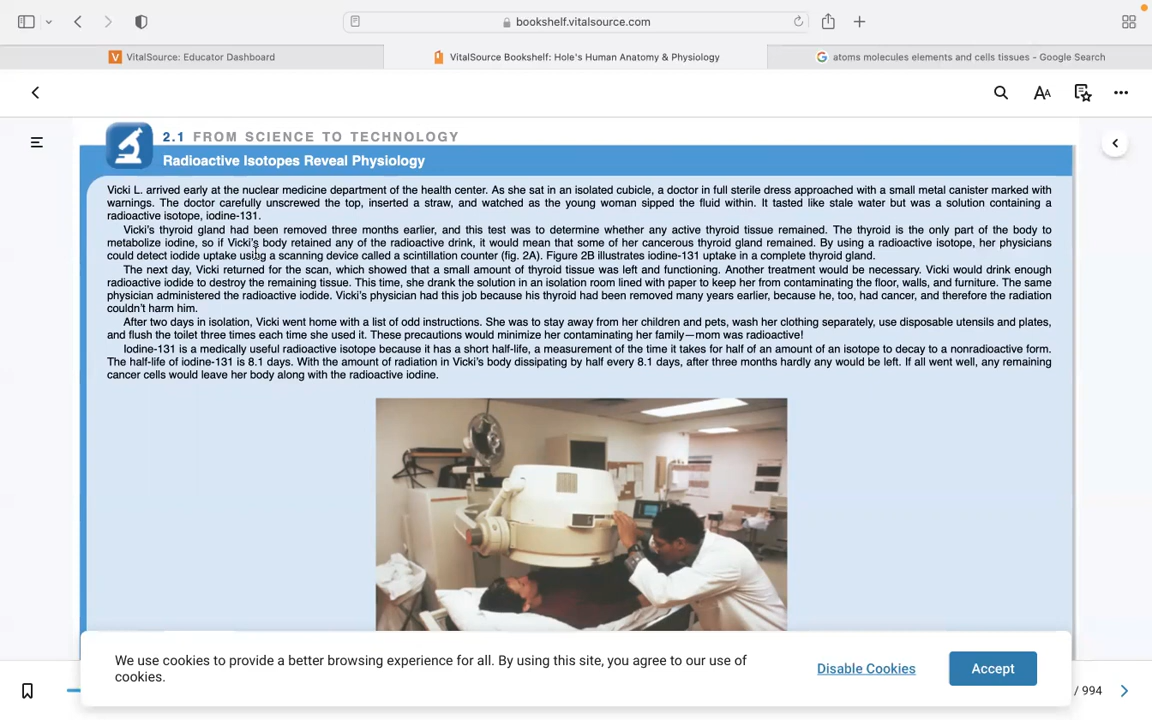 bookshelf.vitalsource.com
VitalSource: Educator Dashboard
VitalSource Bookshelf: Hole's Human Anatomy & Physiology
atoms molecules elements and cells tissues - Google Search
AA
2.1 FROM SCIENCE TO TECHNOLOGY
Radioactive Isotopes Reveal Physiology
Vicki L. arrived early at the nuclear medicine department of the health center. As she sat in an isolated cubicle, a doctor in full sterile dress approached with a small metal canister marked with
warnings. The doctor carefully unscrewed the top, inserted a straw, and watched as the young woman sipped the fluid within. It tasted like stale water but was a solution containing a
radioactive isotope, iodine-131.
Vicki's thyroid gland had been removed three months earlier, and this test was to determine whether any active thyroid tissue remained. The thyroid is the only part of the body to
metabolize iodine, so if Vicki's body retained any of the radioactive drink, it would mean that some of her cancerous thyroid gland remained. By using a radioactive isotope, her physicians
could detect iodide uptake using a scanning device called a scintillation counter (fig. 2A). Figure 2B illustrates iodine-131 uptake in a complete thyroid gland.
The next day, Vicki returned for the scan, which showed that a small amount of thyroid tissue was left and functioning. Another treatment would be necessary. Vicki would drink enough
radioactive iodide to destroy the remaining tissue. This time, she drank the solution in an isolation room lined with paper to keep her from contaminating the floor, walls, and furniture. The same
physician administered the radioactive iodide. Vicki's physician had this job because his thyroid had been removed many years earlier, because he, too, had cancer, and therefore the radiation
couldn't harm him.
After two days in isolation, Vicki went home with a list of odd instructions. She was to stay away from her children and pets, wash her clothing separately, use disposable utensils and plates,
and flush the toilet three times each time she used it. These precautions would minimize her contaminating her family—mom was radioactive!
Iodine-131 is a medically useful radioactive isotope because it has a short half-life, a measurement of the time it takes for half of an amount of an isotope to decay to a nonradioactive form.
The half-life of iodine-131 is 8.1 days. With the amount of radiation in Vicki's body dissipating by half every 8.1 days, after three months hardly any would be left. If all went well, any remaining
cancer cells would leave her body along with the radioactive iodine.
We use cookies to provide a better browsing experience for all. By using this site, you agree to our use of
cookies.
Disable Cookies
Accept
/ 994